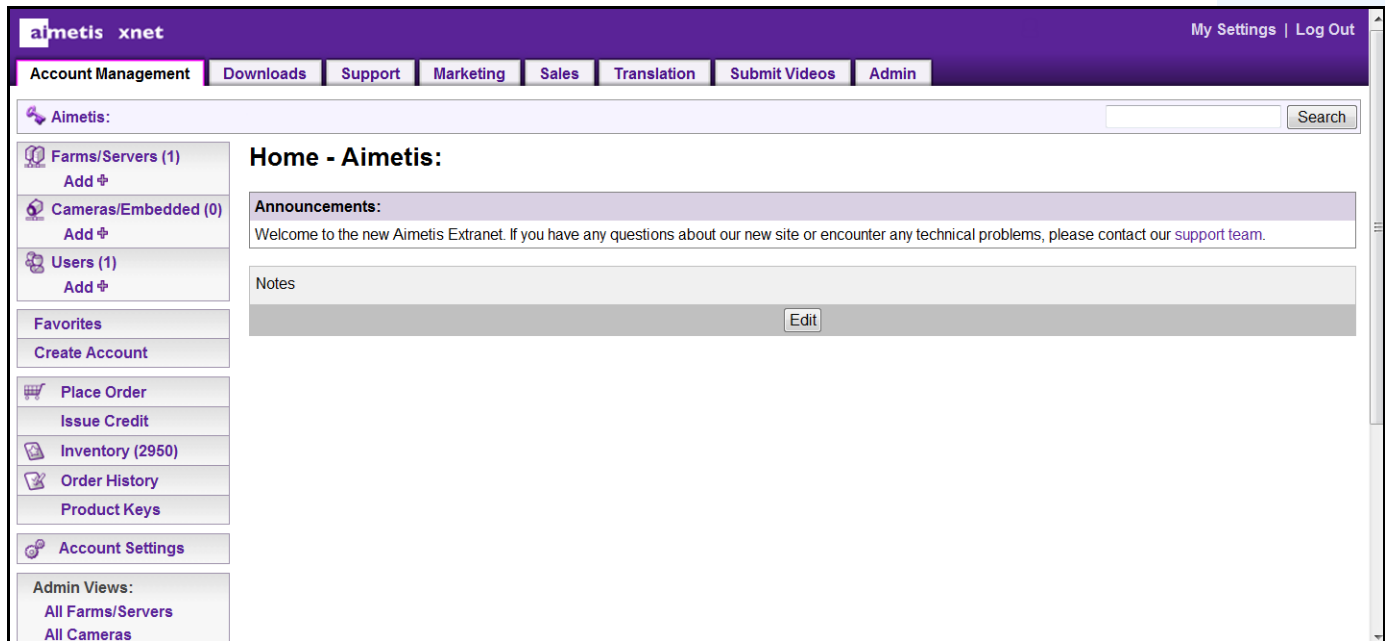 aimetis xnet
My Settings | Log Out
Account Management
Downloads
Support
Marketing
Sales
Translation
Submit Videos
Admin
Aimetis:
Search
Farms/Servers (1)
Add
Cameras/Embedded (0)
Add
Users (1)
Add
Favorites
Create Account
Place Order
Issue Credit
Inventory (2950)
Order History
Product Keys
Account Settings
Admin Views:
All Farms/Servers
All Cameras
Home - Aimetis:
Announcements:
Welcome to the new Aimetis Extranet. If you have any questions about our new site or encounter any technical problems, please contact our support team.
Notes
Edit